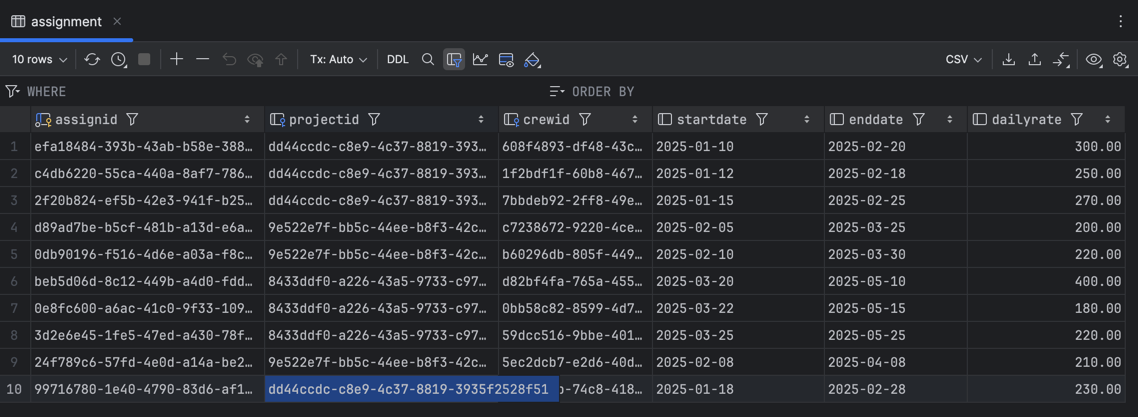 assignment
10 rows Tx: Auto DDL CSV
WHERE ORDER BY
assignid projectid crewid startdate enddate dailyrate
1 efa18484-393b-43ab-b58e-388… dd44ccdc-c8e9-4c37-8819-393… 608f4893-df48-43c… 2025-01-10 2025-02-20 300.00
2 c4db6220-55ca-440a-8af7-786… dd44ccdc-c8e9-4c37-8819-393… 1f2bdf1f-60b8-467… 2025-01-12 2025-02-18 250.00
3 2f20b824-ef5b-42e3-941f-b25… dd44ccdc-c8e9-4c37-8819-393… 7bbdeb92-2ff8-49e… 2025-01-15 2025-02-25 270.00
4 d89ad7be-b5cf-481b-a13d-e6a… 9e522e7f-bb5c-44ee-b8f3-42c… c7238672-9220-4ce… 2025-02-05 2025-03-25 200.00
5 0db90196-f516-4d6e-a03a-f8c… 9e522e7f-bb5c-44ee-b8f3-42c… b60296db-805f-449… 2025-02-10 2025-03-30 220.00
6 beb5d06d-8c12-449b-a4d0-fdd… 8433ddf0-a226-43a5-9733-c97… d82bf4fa-765a-455… 2025-03-20 2025-05-10 400.00
7 0e8fc600-a6ac-41c0-9f33-109… 8433ddf0-a226-43a5-9733-c97… 0bb58c82-8599-4d7… 2025-03-22 2025-05-15 180.00
8 3d2e6e45-1fe5-47ed-a430-78f… 8433ddf0-a226-43a5-9733-c97… 59dcc516-9bbe-401… 2025-03-25 2025-05-25 220.00
9 24f789c6-57fd-4e0d-a14a-be2… 9e522e7f-bb5c-44ee-b8f3-42c… 5ec2dcb7-e2d6-40d… 2025-02-08 2025-04-08 210.00
10 99716780-1e40-4790-83d6-af1… dd44ccdc-c8e9-4c37-8819-3935f2528f51 -74c8-418… 2025-01-18 2025-02-28 230.00